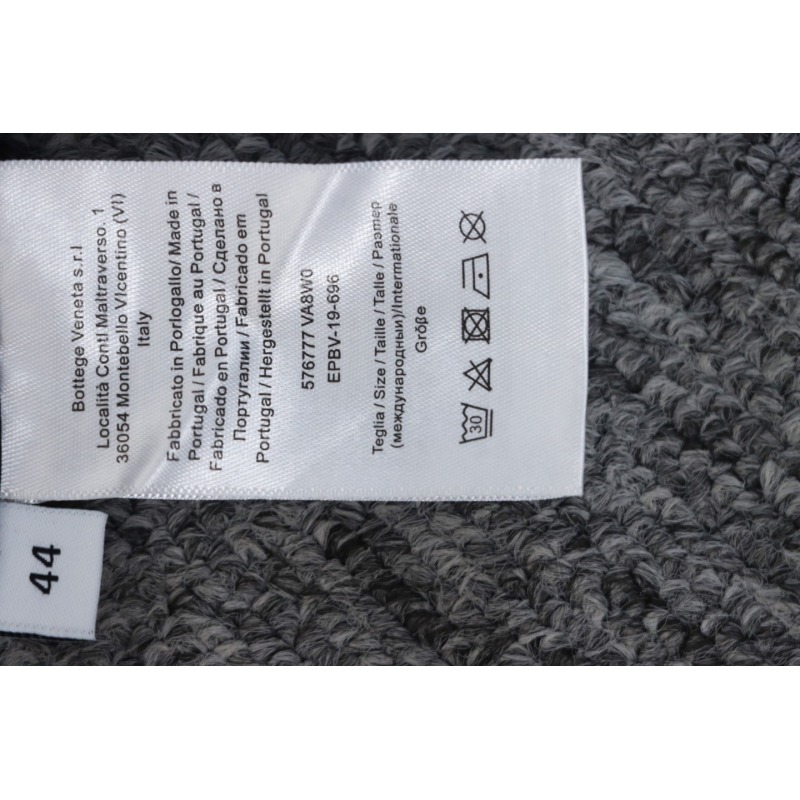 Bottege Veneta s.r.l
Località Conti Maltraverso. 1
36054 Montebello VIcentino (VI)
Italy
Fabbricato in Porlogallo/ Made in
Portugal / Fabrique au Portugal /
Fabricado en Portugal / Сделано в
Португалии / Fabricado em
Portugal / Hergestellt in Portugal
576777 VA8W0
EPBV-19-696
Teglia / Size / Taille / Talle / Размер
(международный)/Internationale
Größe
30
44